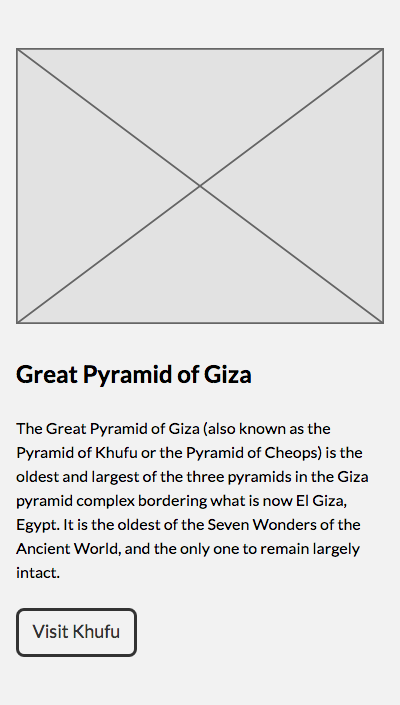 Great Pyramid of Giza
The Great Pyramid of Giza (also known as the
Pyramid of Khufu or the Pyramid of Cheops) is the
oldest and largest of the three pyramids in the Giza
pyramid complex bordering what is now El Giza,
Egypt. It is the oldest of the Seven Wonders of the
Ancient World, and the only one to remain largely
intact.
Visit Khufu